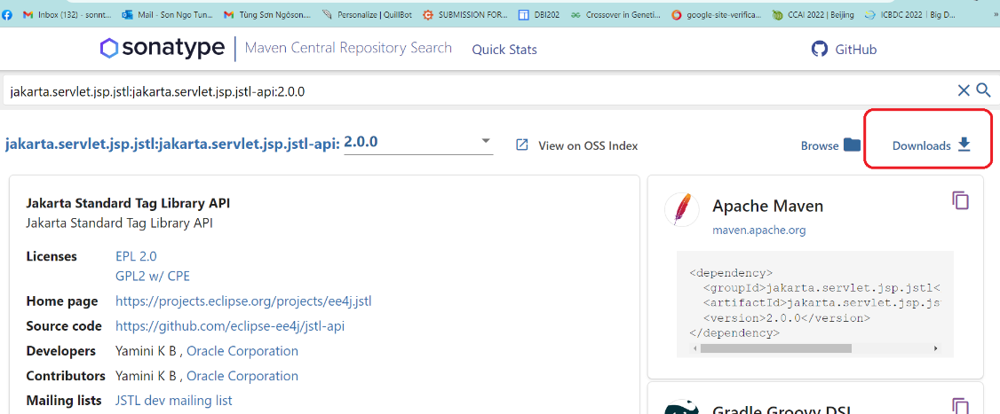 Inbox (132) - sonnt... Mail - Son Ngo Tun... Tùng Sơn Ngôson.... Personalize | QuillBot SUBMISSION FOR... DBI202 Crossover in Geneti... google-site-verifica... CCAI 2022 | Beijing ICBDC 2022 | Big D... »
sonatype Maven Central Repository Search Quick Stats GitHub
jakarta.servlet.jsp.jstl:jakarta.servlet.jsp.jstl-api:2.0.0
jakarta.servlet.jsp.jstl:jakarta.servlet.jsp.jstl-api: 2.0.0 View on OSS Index Browse Downloads
Jakarta Standard Tag Library API
Jakarta Standard Tag Library API
Licenses EPL 2.0
GPL2 w/ CPE
Home page https://projects.eclipse.org/projects/ee4j.jstl
Source code https://github.com/eclipse-ee4j/jstl-api
Developers Yamini K B , Oracle Corporation
Contributors Yamini K B , Oracle Corporation
Mailing lists JSTL dev mailing list
Apache Maven
maven.apache.org
<dependency>
<groupId>jakarta.servlet.jsp.jstl<
<artifactId>jakarta.servlet.jsp.js
<version>2.0.0</version>
</dependency>
Gradle Groovy DSL